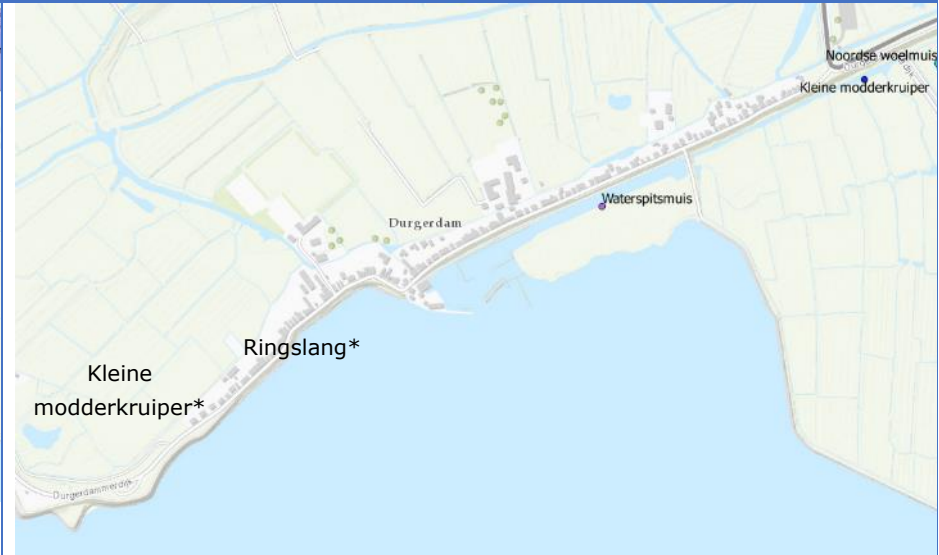 Noordse woelmuis
Kleine modderkruiper
Waterspitsmuis
Durgerdam
Ringslang*
Kleine
modderkruiper*
Durgerdammerdijk